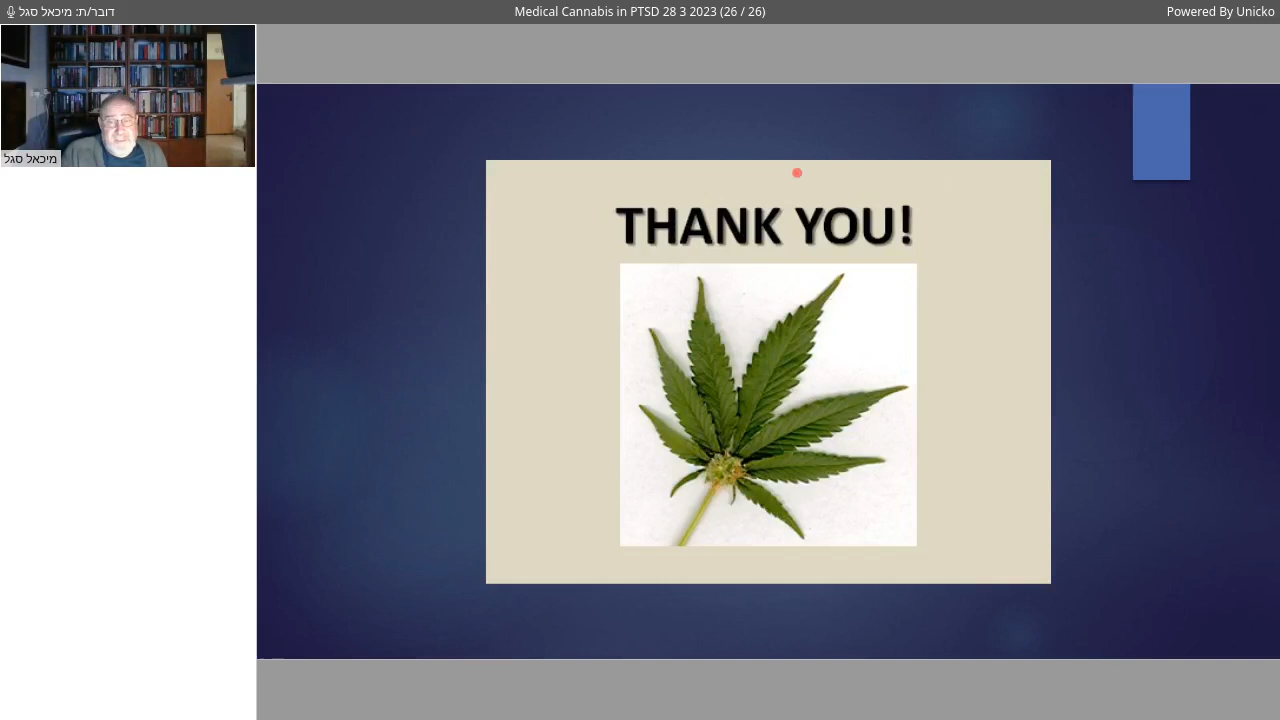 דובר/ת: מיכאל סגל
Medical Cannabis in PTSD 28 3 2023 (26 / 26)
Powered By Unicko
מיכאל סגל
THANK YOU!